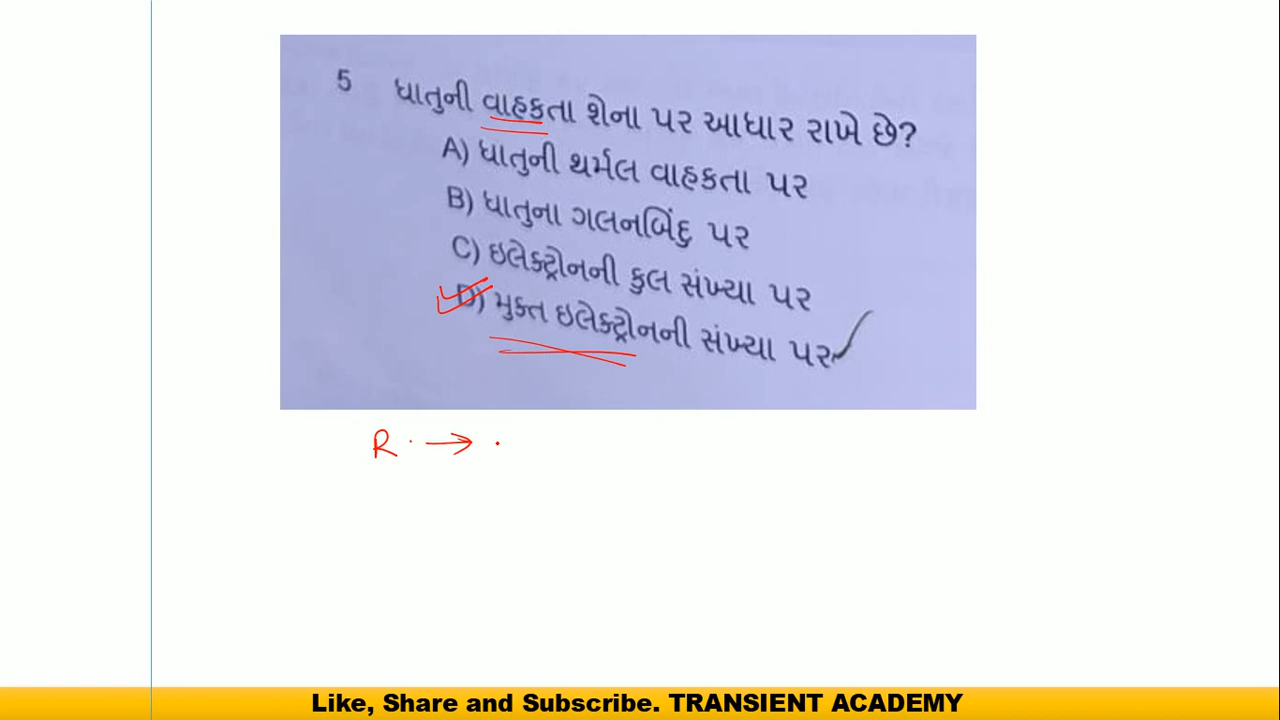 5 ધાતુની વાહકતા શેના પર આધાર રાખે છે?
A) ધાતુની થર્મલ વાહકતા પર
B) ધાતુના ગલનબિંદુ પર
C) ઇલેક્ટ્રોનની કુલ સંખ્યા પર
D) મુક્ત ઇલેક્ટ્રોનની સંખ્યા પર
R →
Like, Share and Subscribe. TRANSIENT ACADEMY